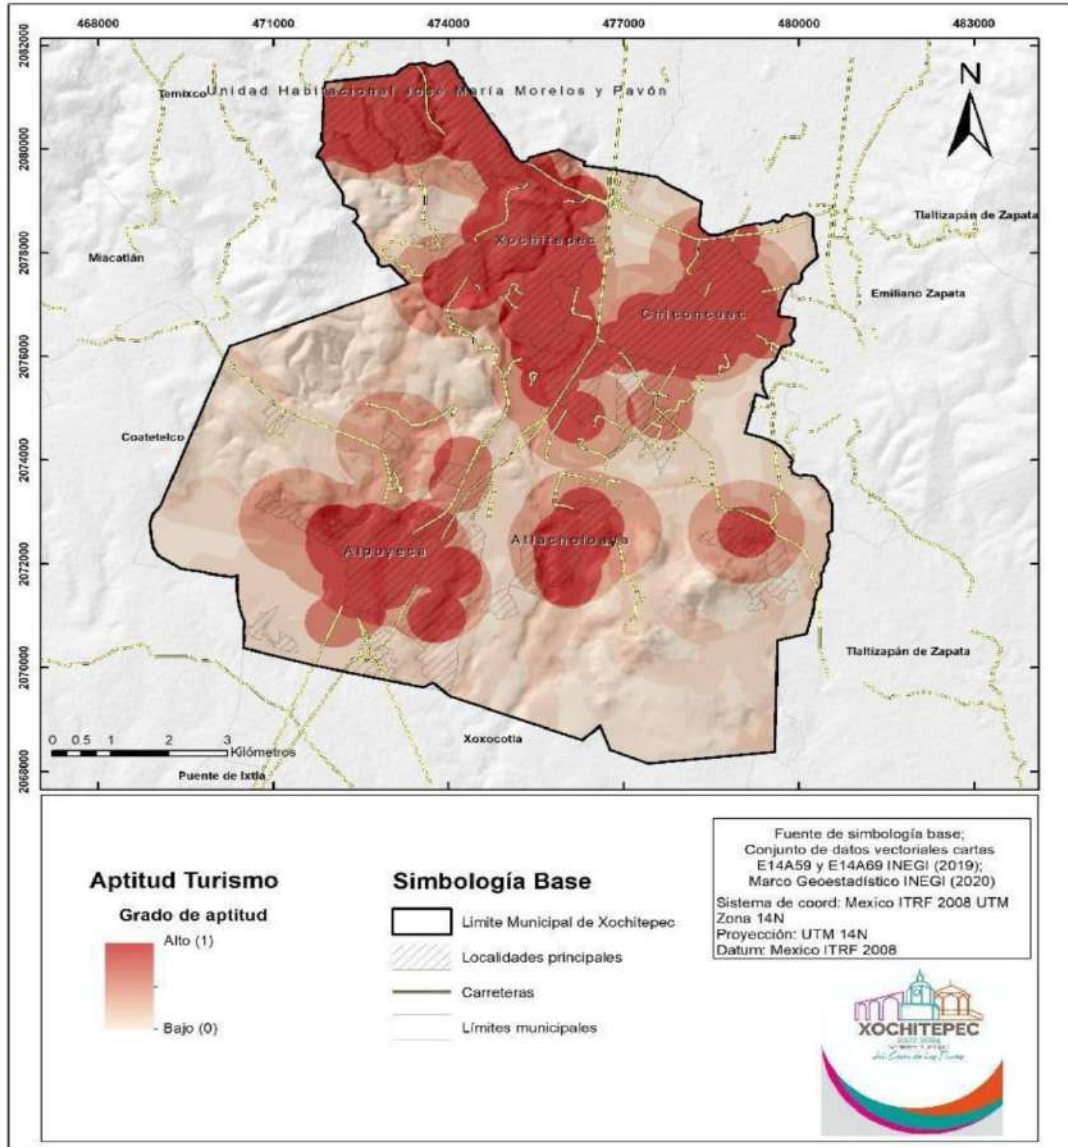 468000 471000 474000 477000 480000 483000
2082000
2080000
2078000
2076000
2074000
2072000
2070000
2068000
N
Temixco
Unidad Habitacional José María Morelos y Pavón
Tlaltizapán de Zapata
Xochitepec
Miacatlán
Emiliano Zapata
Chiconcuac
Coatetelco
Alpuyeca
Atlacholoaya
Tlaltizapán de Zapata
Xoxocotla
0 0.5 1 2 3
Kilómetros
Puente de Ixtla
Aptitud Turismo
Grado de aptitud
Alto (1)
Bajo (0)
Simbología Base
Limite Municipal de Xochitepec
Localidades principales
Carreteras
Límites municipales
Fuente de simbología base;
Conjunto de datos vectoriales cartas
E14A59 y E14A69 INEGI (2019);
Marco Geoestadístico INEGI (2020)
Sistema de coord: Mexico ITRF 2008 UTM
Zona 14N
Proyección: UTM 14N
Datum: Mexico ITRF 2008
XOCHITEPEC